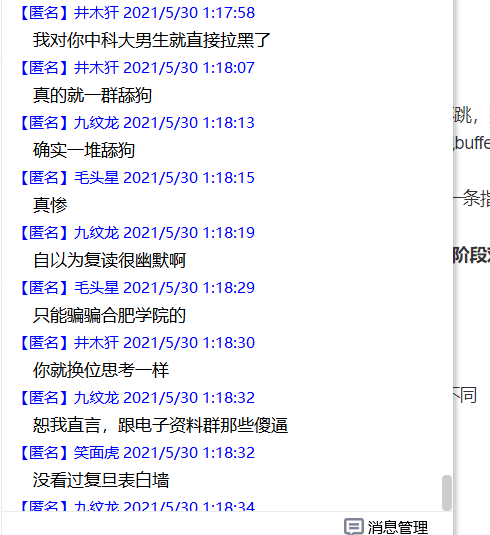 【匿名】井木犴 2021/5/30 1:17:58
我对你中科大男生就直接拉黑了
【匿名】井木犴 2021/5/30 1:18:07
真的就一群舔狗
【匿名】九纹龙 2021/5/30 1:18:13
确实一堆舔狗
【匿名】毛头星 2021/5/30 1:18:15
真惨
【匿名】九纹龙 2021/5/30 1:18:19
自以为复读很幽默啊
【匿名】毛头星 2021/5/30 1:18:29
只能骗骗合肥学院的
【匿名】井木犴 2021/5/30 1:18:30
你就换位思考一样
【匿名】九纹龙 2021/5/30 1:18:32
恕我直言，跟电子资料群那些傻逼
【匿名】笑面虎 2021/5/30 1:18:32
没看过复旦表白墙
【匿名】九纹龙 2021/5/30 1:18:34
消息管理
跳，
buffe
一条指
阶段对
不同